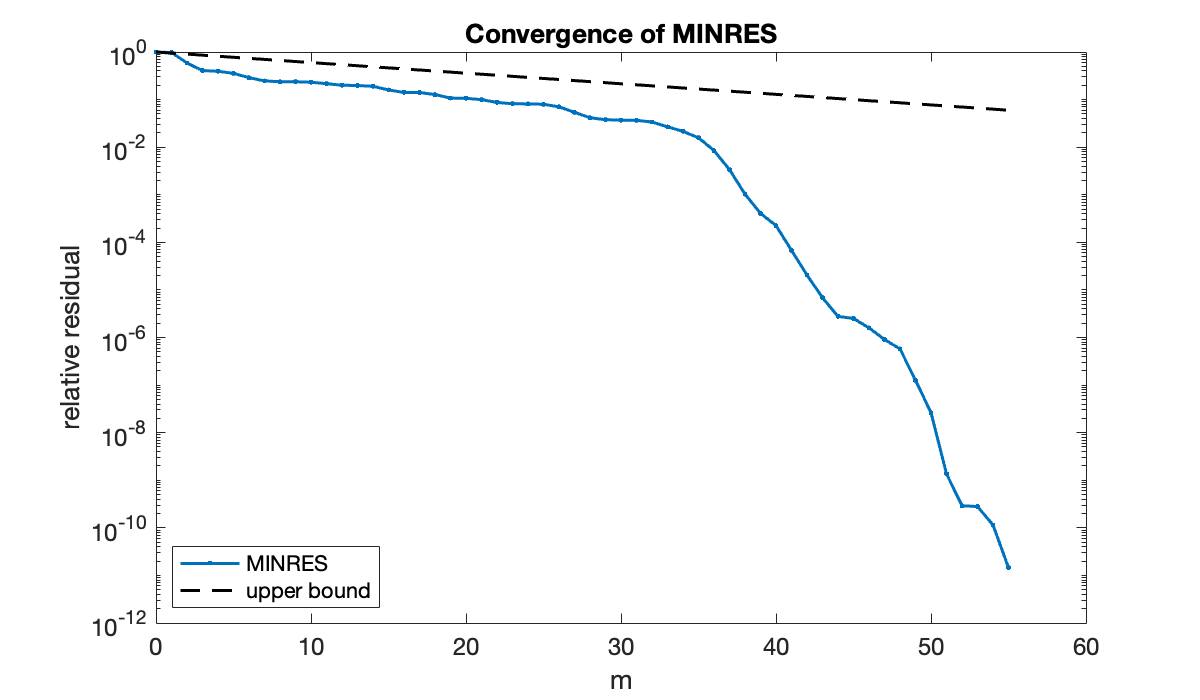 Convergence of MINRES
10^0
10^-2
10^-4
10^-6
10^-8
10^-10
10^-12
relative residual
MINRES
upper bound
0 10 20 30 40 50 60
m